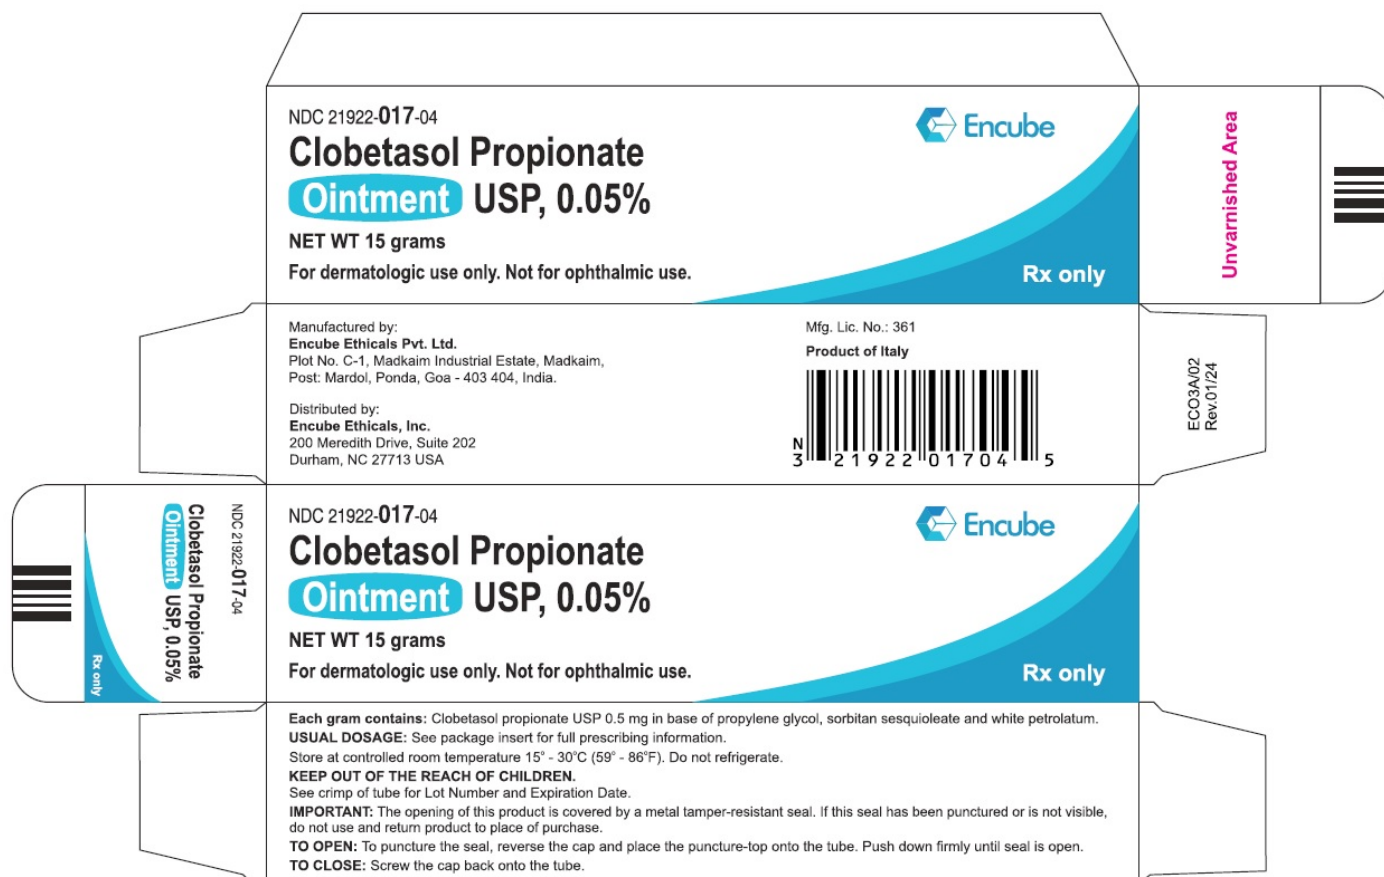 NDC 21922-017-04
Encube
Clobetasol Propionate
Ointment USP, 0.05%
NET WT 15 grams
For dermatologic use only. Not for ophthalmic use.
Rx only
Unvarnished Area
Manufactured by:
Encube Ethicals Pvt. Ltd.
Plot No. C-1, Madkaim Industrial Estate, Madkaim,
Post: Mardol, Ponda, Goa - 403 404, India.
Distributed by:
Encube Ethicals, Inc.
200 Meredith Drive, Suite 202
Durham, NC 27713 USA
Mfg. Lic. No.: 361
Product of Italy
N
3 21922 01704 5
ECO3A/02
Rev.01/24
NDC 21922-017-04
Clobetasol Propionate
Ointment USP, 0.05%
Rx only
NDC 21922-017-04
Encube
Clobetasol Propionate
Ointment USP, 0.05%
NET WT 15 grams
For dermatologic use only. Not for ophthalmic use.
Rx only
Each gram contains: Clobetasol propionate USP 0.5 mg in base of propylene glycol, sorbitan sesquioleate and white petrolatum.
USUAL DOSAGE: See package insert for full prescribing information.
Store at controlled room temperature 15° - 30°C (59° - 86°F). Do not refrigerate.
KEEP OUT OF THE REACH OF CHILDREN.
See crimp of tube for Lot Number and Expiration Date.
IMPORTANT: The opening of this product is covered by a metal tamper-resistant seal. If this seal has been punctured or is not visible,
do not use and return product to place of purchase.
TO OPEN: To puncture the seal, reverse the cap and place the puncture-top onto the tube. Push down firmly until seal is open.
TO CLOSE: Screw the cap back onto the tube.